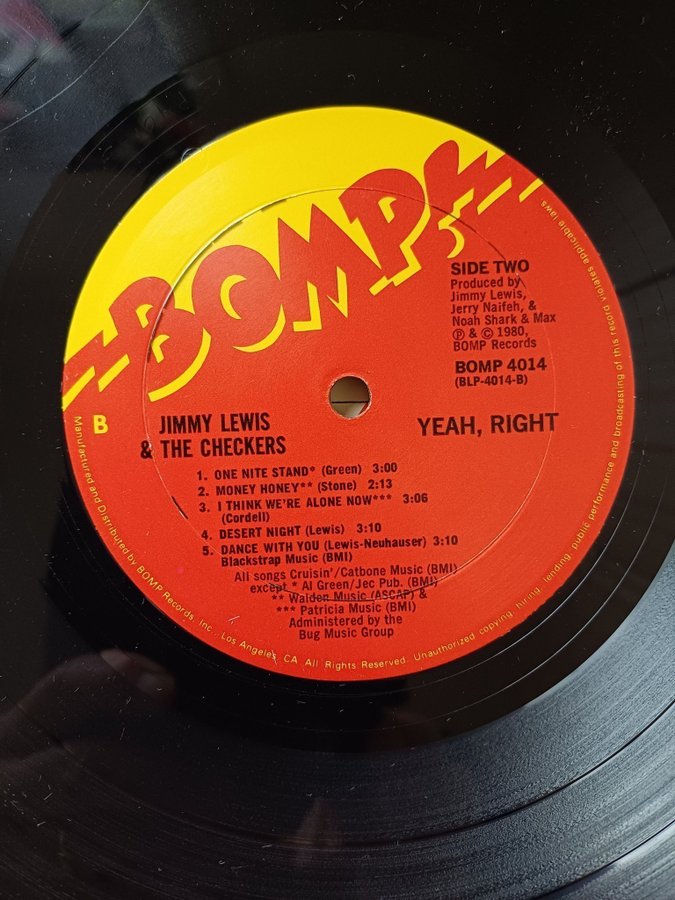 BOMP!
SIDE TWO
Produced by
Jimmy Lewis,
Jerry Naifeh, &
Noah Shark & Max
℗ & © 1980,
BOMP Records
BOMP 4014
(BLP-4014-B)
B
JIMMY LEWIS
& THE CHECKERS
YEAH, RIGHT
1. ONE NITE STAND* (Green) 3:00
2. MONEY HONEY** (Stone) 2:13
3. I THINK WE'RE ALONE NOW*** 3:06
(Cordell)
4. DESERT NIGHT (Lewis) 3:10
5. DANCE WITH YOU (Lewis-Neuhauser) 3:10
Blackstrap Music (BMI)
All songs Cruisin'/Catbone Music (BMI)
except * Al Green/Jec Pub. (BMI)
** Walden Music (ASCAP) &
*** Patricia Music (BMI)
Administered by the
Bug Music Group
Manufactured and Distributed by BOMP Records, Inc., Los Angeles, CA. All Rights Reserved. Unauthorized copying, hiring, lending, public performance and broadcasting of this record violates applicable laws